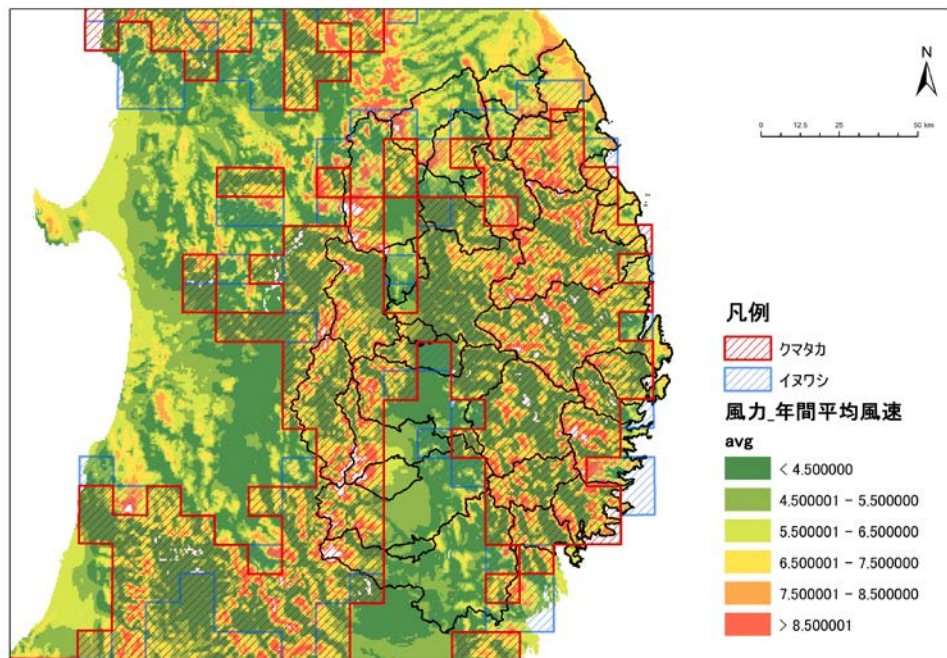 N
0 12.5 25 50 km
凡例
クマタカ
イヌワシ
風力_年間平均風速
avg
< 4.500000
4.500001 - 5.500000
5.500001 - 6.500000
6.500001 - 7.500000
7.500001 - 8.500000
> 8.500001